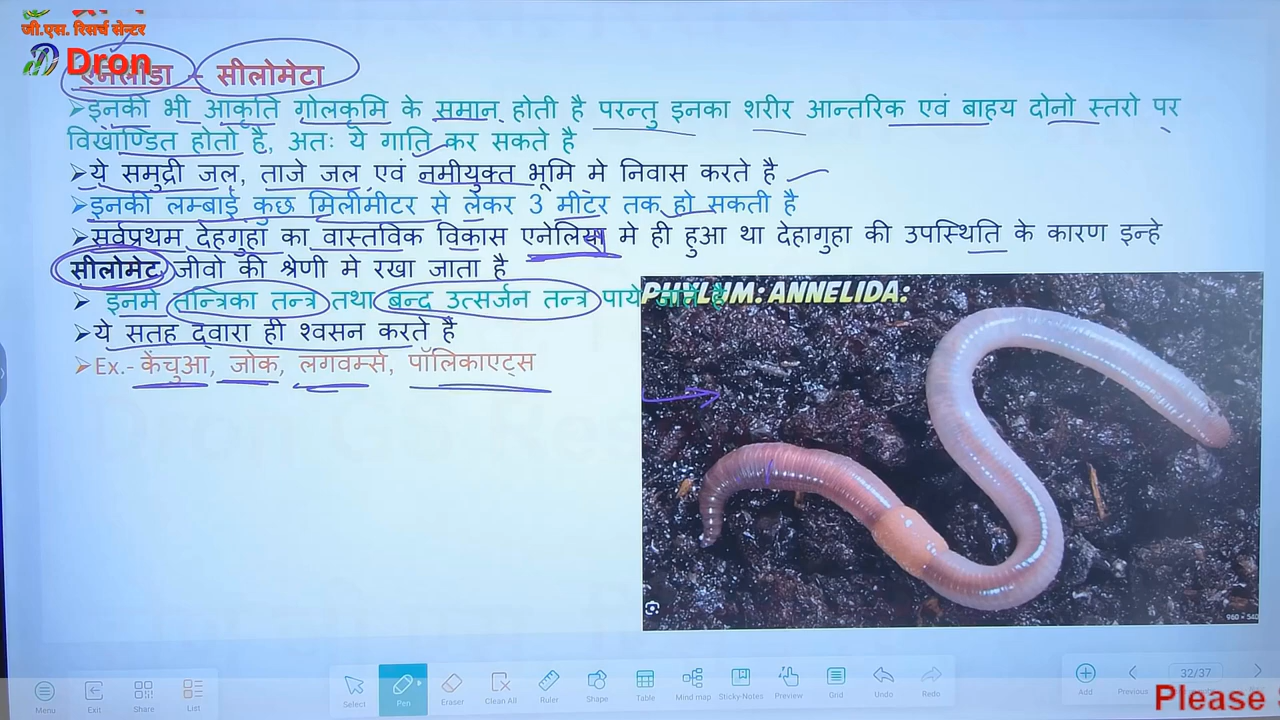 जी.एस. रिसर्च सेन्टर
Dron
एनेलीडा - सीलोमेटा
➢इनकी भी आकृति गोलकृमि के समान होती है परन्तु इनका शरीर आन्तरिक एवं बाहय दोनो स्तरो पर
विखाण्डित होतो है, अतः ये गाति कर सकते है
➢ये समुद्री जल, ताजे जल एवं नमीयुक्त भूमि मे निवास करते है
➢इनकी लम्बाई कुछ मिलीमीटर से लेकर 3 मीटर तक हो सकती है
➢सर्वप्रथम देहगुहा का वास्तविक विकास एनेलिया मे ही हुआ था देहागुहा की उपस्थिति के कारण इन्हे
सीलोमेट जीवो की श्रेणी मे रखा जाता है
➢ इनमे तन्त्रिका तन्त्र तथा बन्द उत्सर्जन तन्त्र पाये जाते है
PHYLUM: ANNELIDA:
➢ये सतह द्वारा ही श्वसन करते है
➢Ex.- केंचुआ, जोक, लगवर्म्स, पॉलिकाएट्स
960 × 540
Menu Exit Share List Select Pen Eraser Clean All Ruler Shape Table Mind map Sticky-Notes Preview Grid Undo Redo Add Previous 32/37
Please